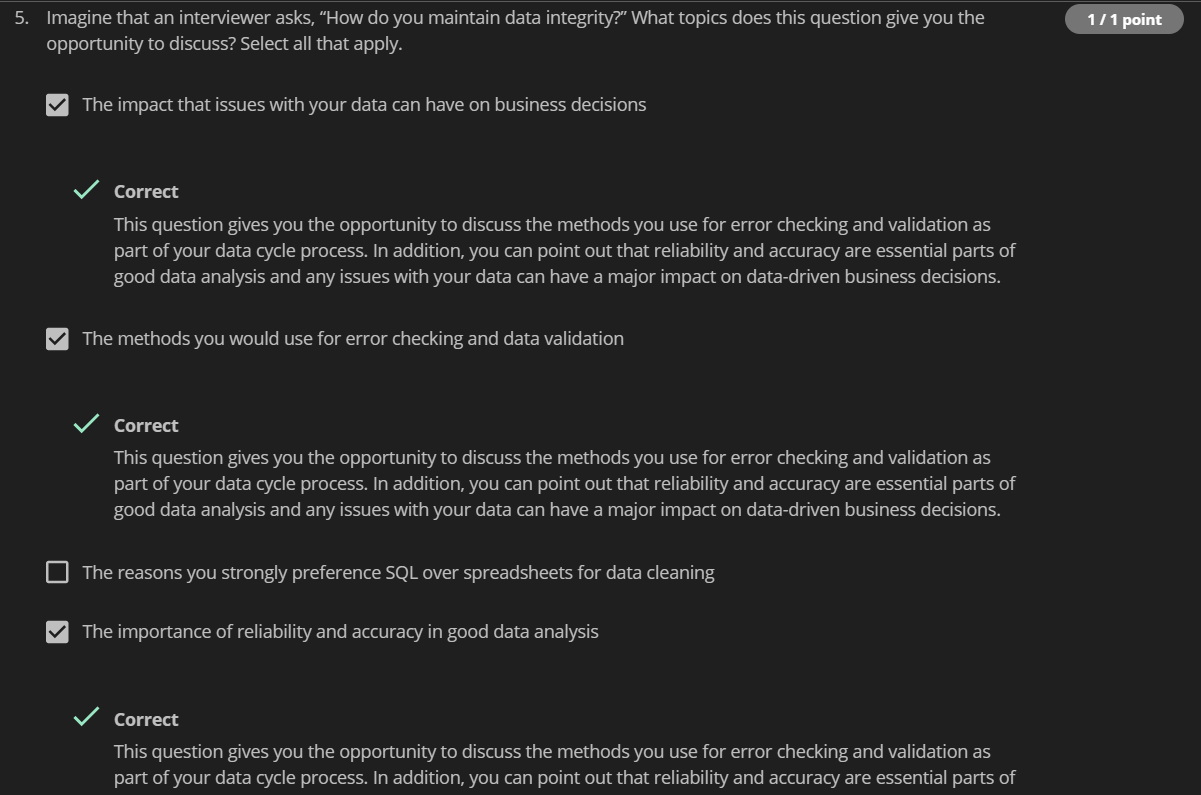 5. Imagine that an interviewer asks, “How do you maintain data integrity?” What topics does this question give you the
opportunity to discuss? Select all that apply.
1 / 1 point
The impact that issues with your data can have on business decisions
Correct
This question gives you the opportunity to discuss the methods you use for error checking and validation as
part of your data cycle process. In addition, you can point out that reliability and accuracy are essential parts of
good data analysis and any issues with your data can have a major impact on data-driven business decisions.
The methods you would use for error checking and data validation
Correct
This question gives you the opportunity to discuss the methods you use for error checking and validation as
part of your data cycle process. In addition, you can point out that reliability and accuracy are essential parts of
good data analysis and any issues with your data can have a major impact on data-driven business decisions.
The reasons you strongly preference SQL over spreadsheets for data cleaning
The importance of reliability and accuracy in good data analysis
Correct
This question gives you the opportunity to discuss the methods you use for error checking and validation as
part of your data cycle process. In addition, you can point out that reliability and accuracy are essential parts of